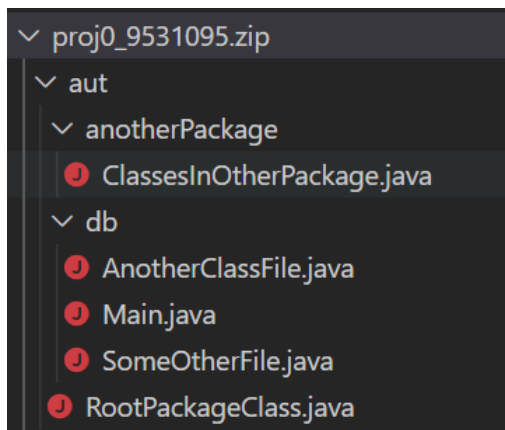 proj0_9531095.zip
aut
anotherPackage
J ClassesInOtherPackage.java
db
J AnotherClassFile.java
J Main.java
J SomeOtherFile.java
J RootPackageClass.java